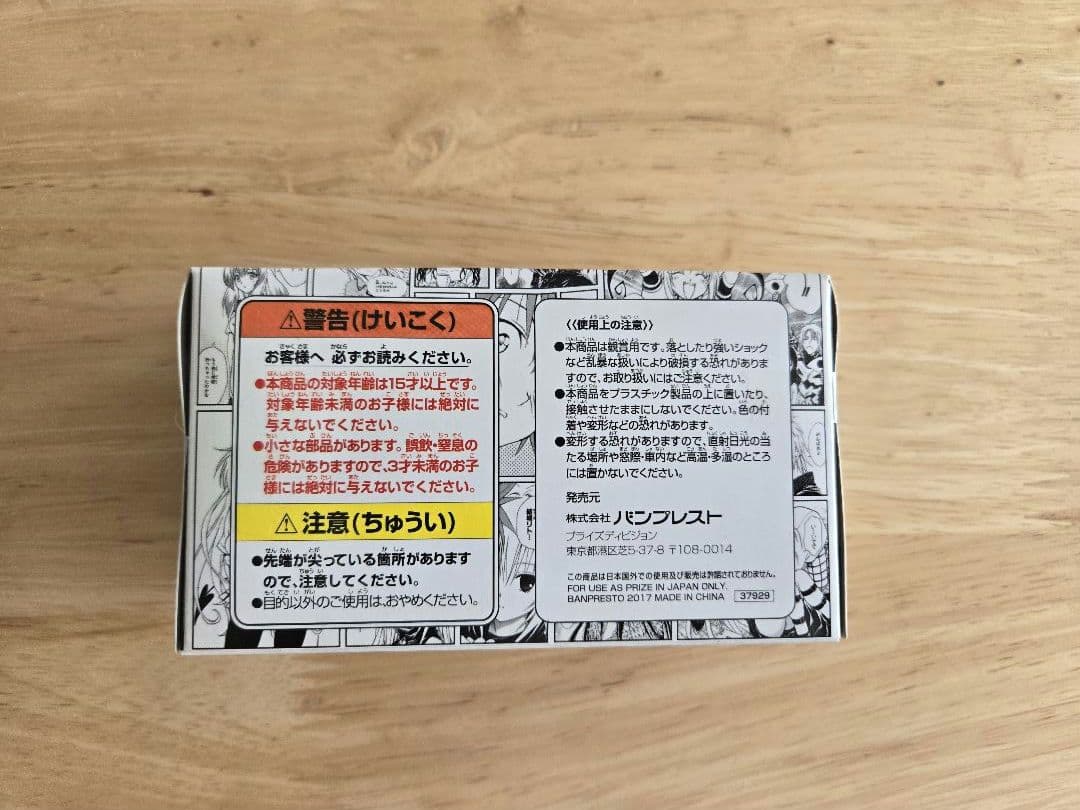 ⚠警告(けいこく)
お客様へ 必ずお読みください。
●本商品の対象年齢は15才以上です。
対象年齢未満のお子様には絶対に
与えないでください。
●小さな部品があります。誤飲・窒息の
危険がありますので、3才未満のお子
様には絶対に与えないでください。
⚠注意(ちゅうい)
●先端が尖っている箇所があります
ので、注意してください。
●目的以外のご使用は、おやめください。
《使用上の注意》
●本商品は観賞用です。落としたり強いショック
など乱暴な扱いにより破損する恐れがありま
すので、お取り扱いにはご注意ください。
●本商品をプラスチック製品の上に置いたり、
接触させたままにしないでください。色の付
着や変形などの恐れがあります。
●変形する恐れがありますので、直射日光の当
たる場所や窓際・車内など高温・多湿のところ
には置かないでください。
発売元
株式会社 バンプレスト
プライズディビジョン
東京都港区芝5-37-8 〒108-0014
この商品は日本国外での使用及び販売は許諾されておりません。
FOR USE AS PRIZE IN JAPAN ONLY.
BANPRESTO 2017 MADE IN CHINA 37929